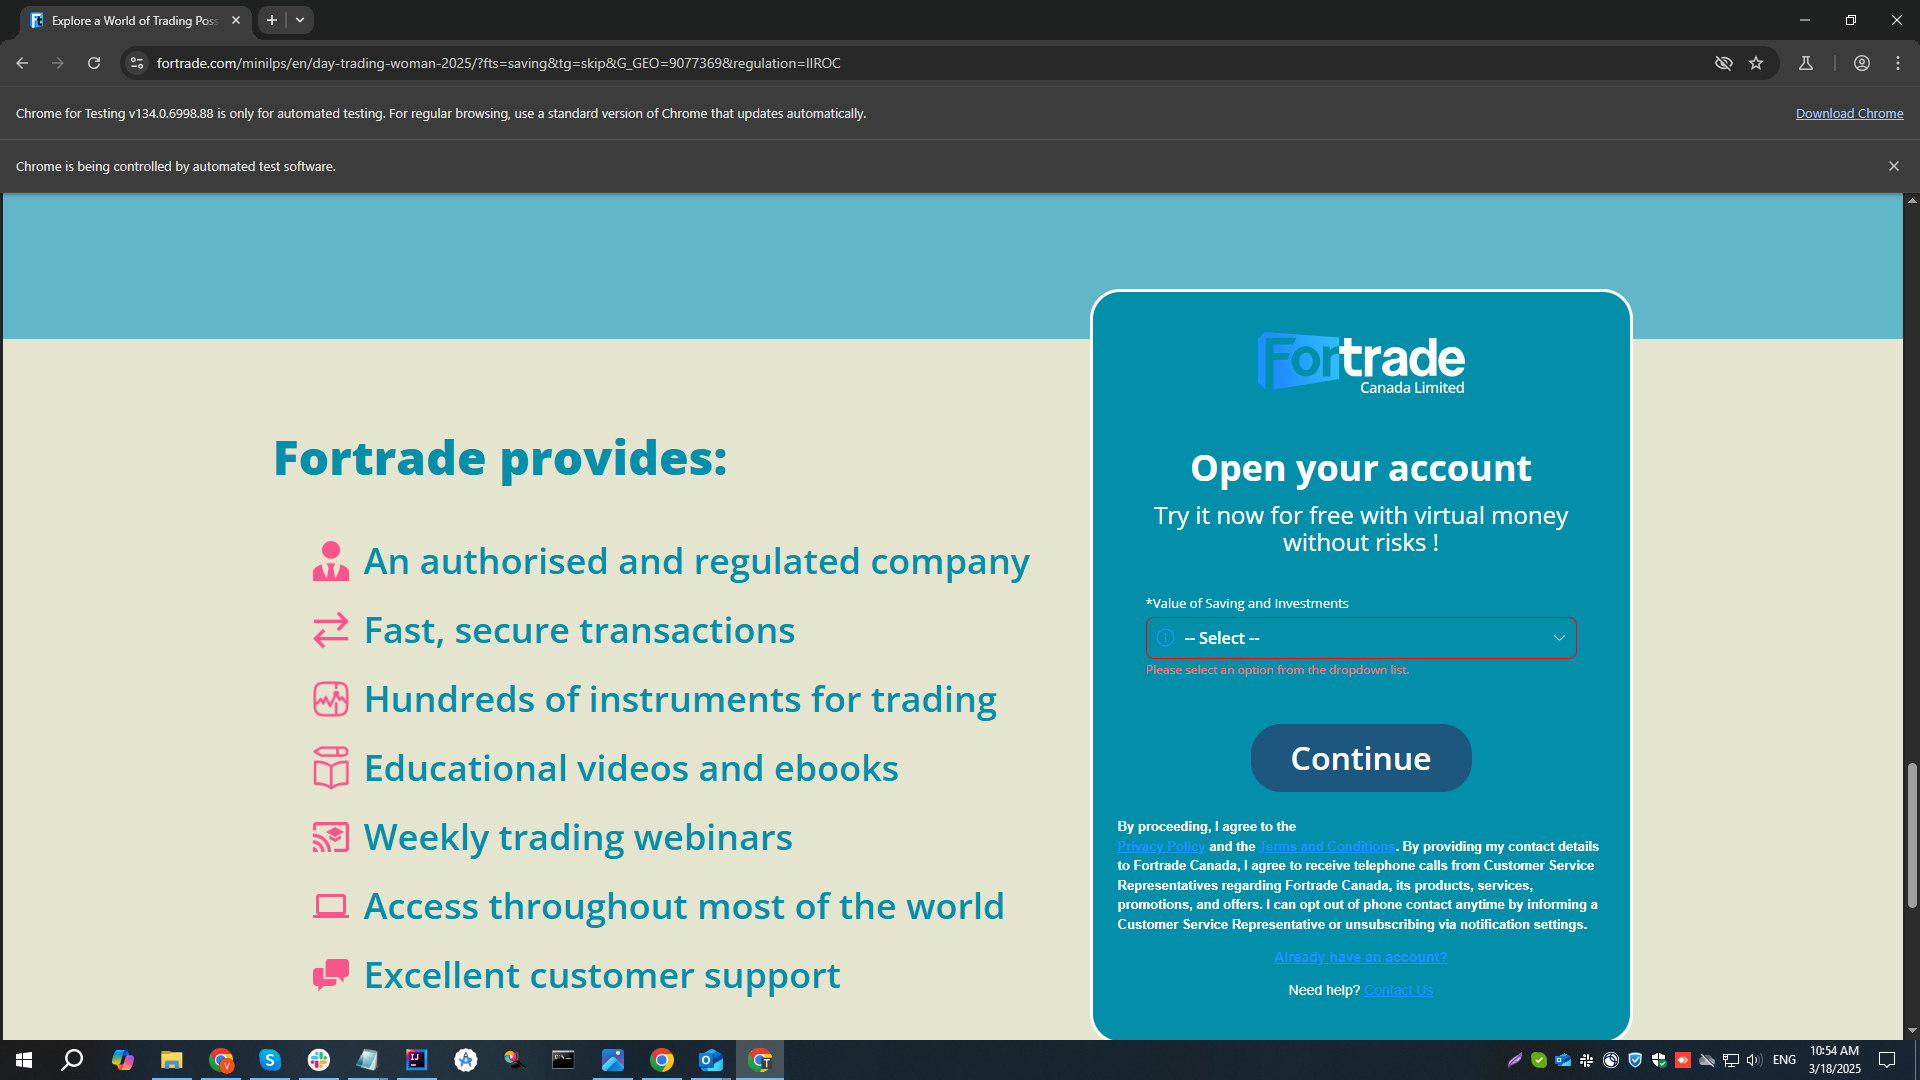 Explore a World of Trading Poss
fortrade.com/minilps/en/day-trading-woman-2025/?fts=saving&tg=skip&G_GEO=9077369&regulation=IIROC
Chrome for Testing v134.0.6998.88 is only for automated testing. For regular browsing, use a standard version of Chrome that updates automatically.
Download Chrome
Chrome is being controlled by automated test software.
Fortrade provides:
An authorised and regulated company
Fast, secure transactions
Hundreds of instruments for trading
Educational videos and ebooks
Weekly trading webinars
Access throughout most of the world
Excellent customer support
Fortrade
Canada Limited
Open your account
Try it now for free with virtual money
without risks !
*Value of Saving and Investments
-- Select --
Please select an option from the dropdown list.
Continue
By proceeding, I agree to the
Privacy Policy and the Terms and Conditions. By providing my contact details
to Fortrade Canada, I agree to receive telephone calls from Customer Service
Representatives regarding Fortrade Canada, its products, services,
promotions, and offers. I can opt out of phone contact anytime by informing a
Customer Service Representative or unsubscribing via notification settings.
Already have an account?
Need help? Contact Us
ENG
10:54 AM
3/18/2025